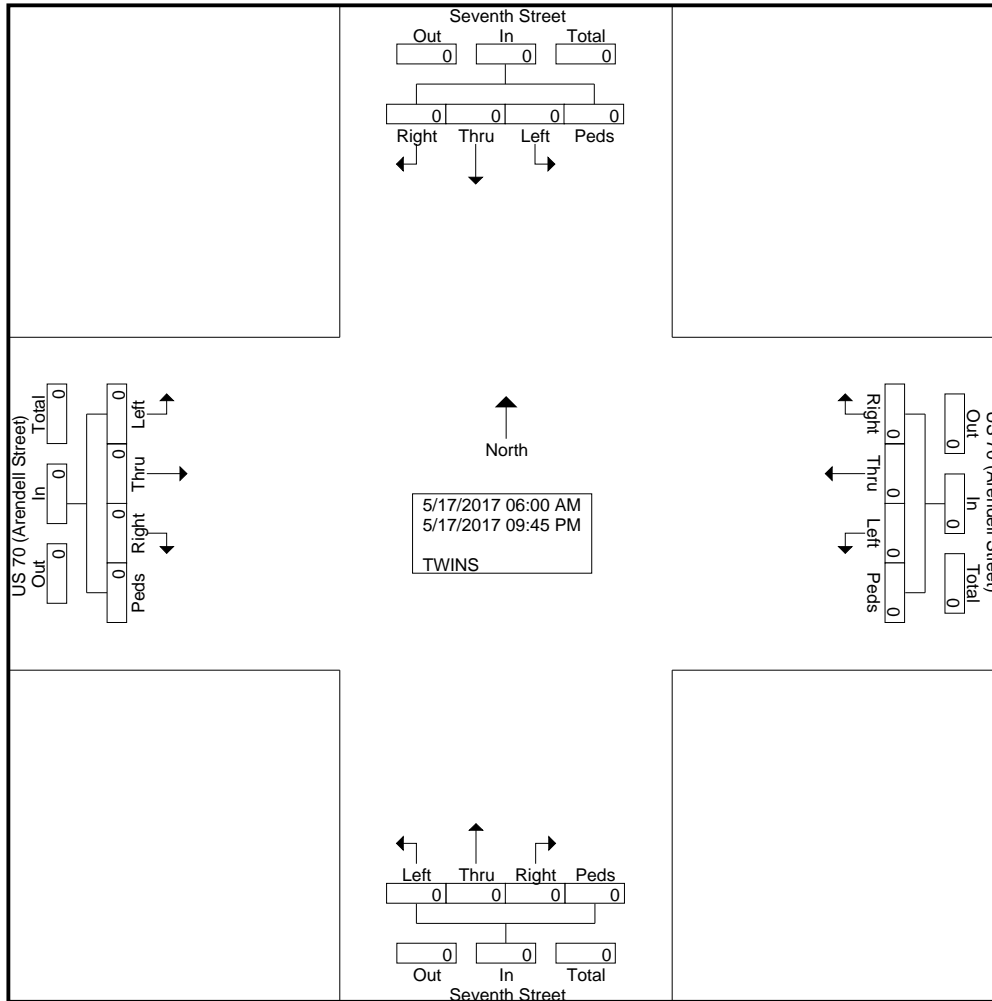 Seventh Street
Out In Total
0 0 0
0 0 0 0
Right Thru Left Peds
US 70 (Arendell Street)
Total In Out
0 0 0
0 0 0 0
Left Thru Right Peds
North
5/17/2017 06:00 AM
5/17/2017 09:45 PM
TWINS
Right Thru Left Peds
0 0 0 0
0 0 0
Out In Total
US 70 (Arendell Street)
Left Thru Right Peds
0 0 0 0
0 0 0
Out In Total
Seventh Street